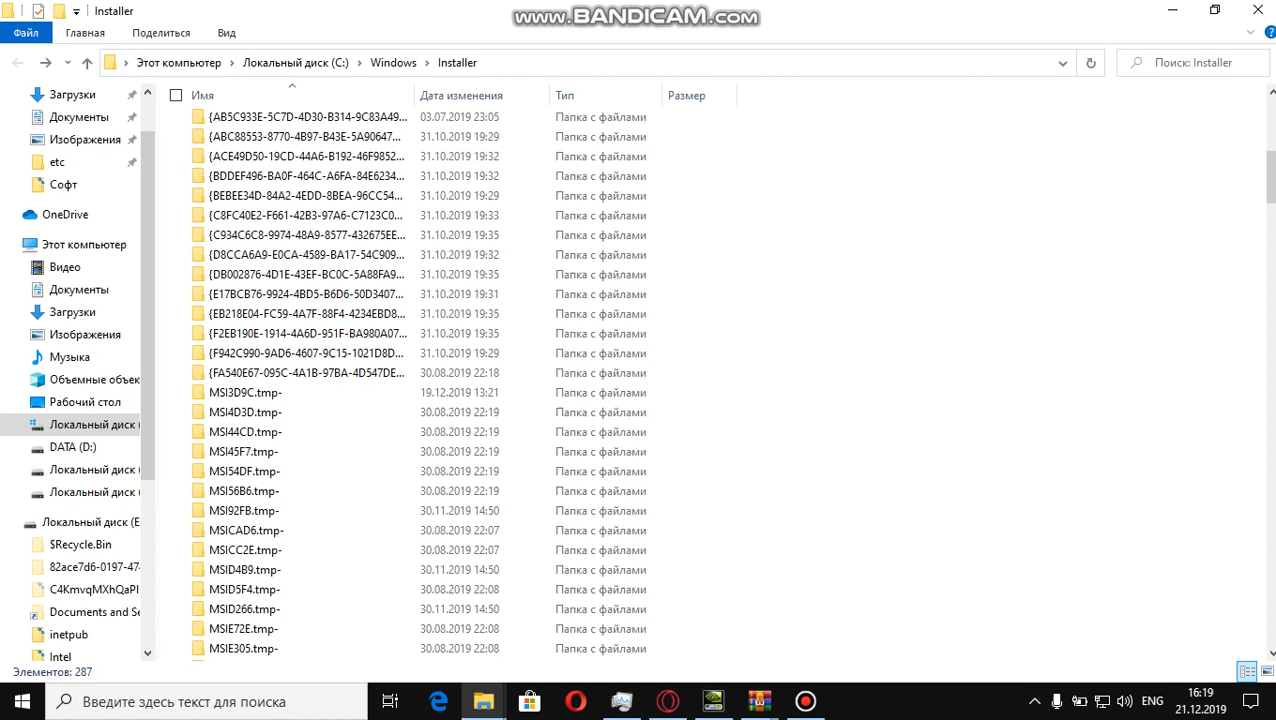 Installer
www.BANDICAM.com
Файл
Главная
Поделиться
Вид
Этот компьютер
Локальный диск (C:)
Windows
Installer
Поиск: Installer
Имя
Дата изменения
Тип
Размер
Загрузки
Документы
Изображения
etc
Софт
OneDrive
Этот компьютер
Видео
Документы
Загрузки
Изображения
Музыка
Объемные объек
Рабочий стол
Локальный диск (
DATA (D:)
Локальный диск (
Локальный диск (
Локальный диск (E
$Recycle.Bin
82ace7d6-0197-47
C4KmvqMXhQaPI
Documents and Se
inetpub
Intel
{AB5C933E-5C7D-4D30-B314-9C83A49... 03.07.2019 23:05 Папка с файлами
{ABC88553-8770-4B97-B43E-5A90647... 31.10.2019 19:29 Папка с файлами
{ACE49D50-19CD-44A6-B192-46F9852... 31.10.2019 19:32 Папка с файлами
{BDDEF496-BA0F-464C-A6FA-84E6234... 31.10.2019 19:32 Папка с файлами
{BEBEE34D-84A2-4EDD-8BEA-96CC54... 31.10.2019 19:29 Папка с файлами
{C8FC40E2-F661-42B3-97A6-C7123C0... 31.10.2019 19:33 Папка с файлами
{C934C6C8-9974-48A9-8577-432675EE... 31.10.2019 19:35 Папка с файлами
{D8CCA6A9-E0CA-4589-BA17-54C909... 31.10.2019 19:32 Папка с файлами
{DB002876-4D1E-43EF-BC0C-5A88FA9... 31.10.2019 19:35 Папка с файлами
{E17BCB76-9924-4BD5-B6D6-50D3407... 31.10.2019 19:31 Папка с файлами
{EB218E04-FC59-4A7F-88F4-4234EBD8... 31.10.2019 19:35 Папка с файлами
{F2EB190E-1914-4A6D-951F-BA980A07... 31.10.2019 19:35 Папка с файлами
{F942C990-9AD6-4607-9C15-1021D8D... 31.10.2019 19:29 Папка с файлами
{FA540E67-095C-4A1B-97BA-4D547DE... 30.08.2019 22:18 Папка с файлами
MSI3D9C.tmp- 19.12.2019 13:21 Папка с файлами
MSI4D3D.tmp- 30.08.2019 22:19 Папка с файлами
MSI44CD.tmp- 30.08.2019 22:19 Папка с файлами
MSI45F7.tmp- 30.08.2019 22:19 Папка с файлами
MSI54DF.tmp- 30.08.2019 22:19 Папка с файлами
MSI56B6.tmp- 30.08.2019 22:19 Папка с файлами
MSI92FB.tmp- 30.11.2019 14:50 Папка с файлами
MSICAD6.tmp- 30.08.2019 22:07 Папка с файлами
MSICC2E.tmp- 30.08.2019 22:07 Папка с файлами
MSID4B9.tmp- 30.11.2019 14:50 Папка с файлами
MSID5F4.tmp- 30.08.2019 22:08 Папка с файлами
MSID266.tmp- 30.11.2019 14:50 Папка с файлами
MSIE72E.tmp- 30.08.2019 22:08 Папка с файлами
MSIE305.tmp- 30.08.2019 22:08 Папка с файлами
Элементов: 287
Введите здесь текст для поиска
ENG
16:19
21.12.2019